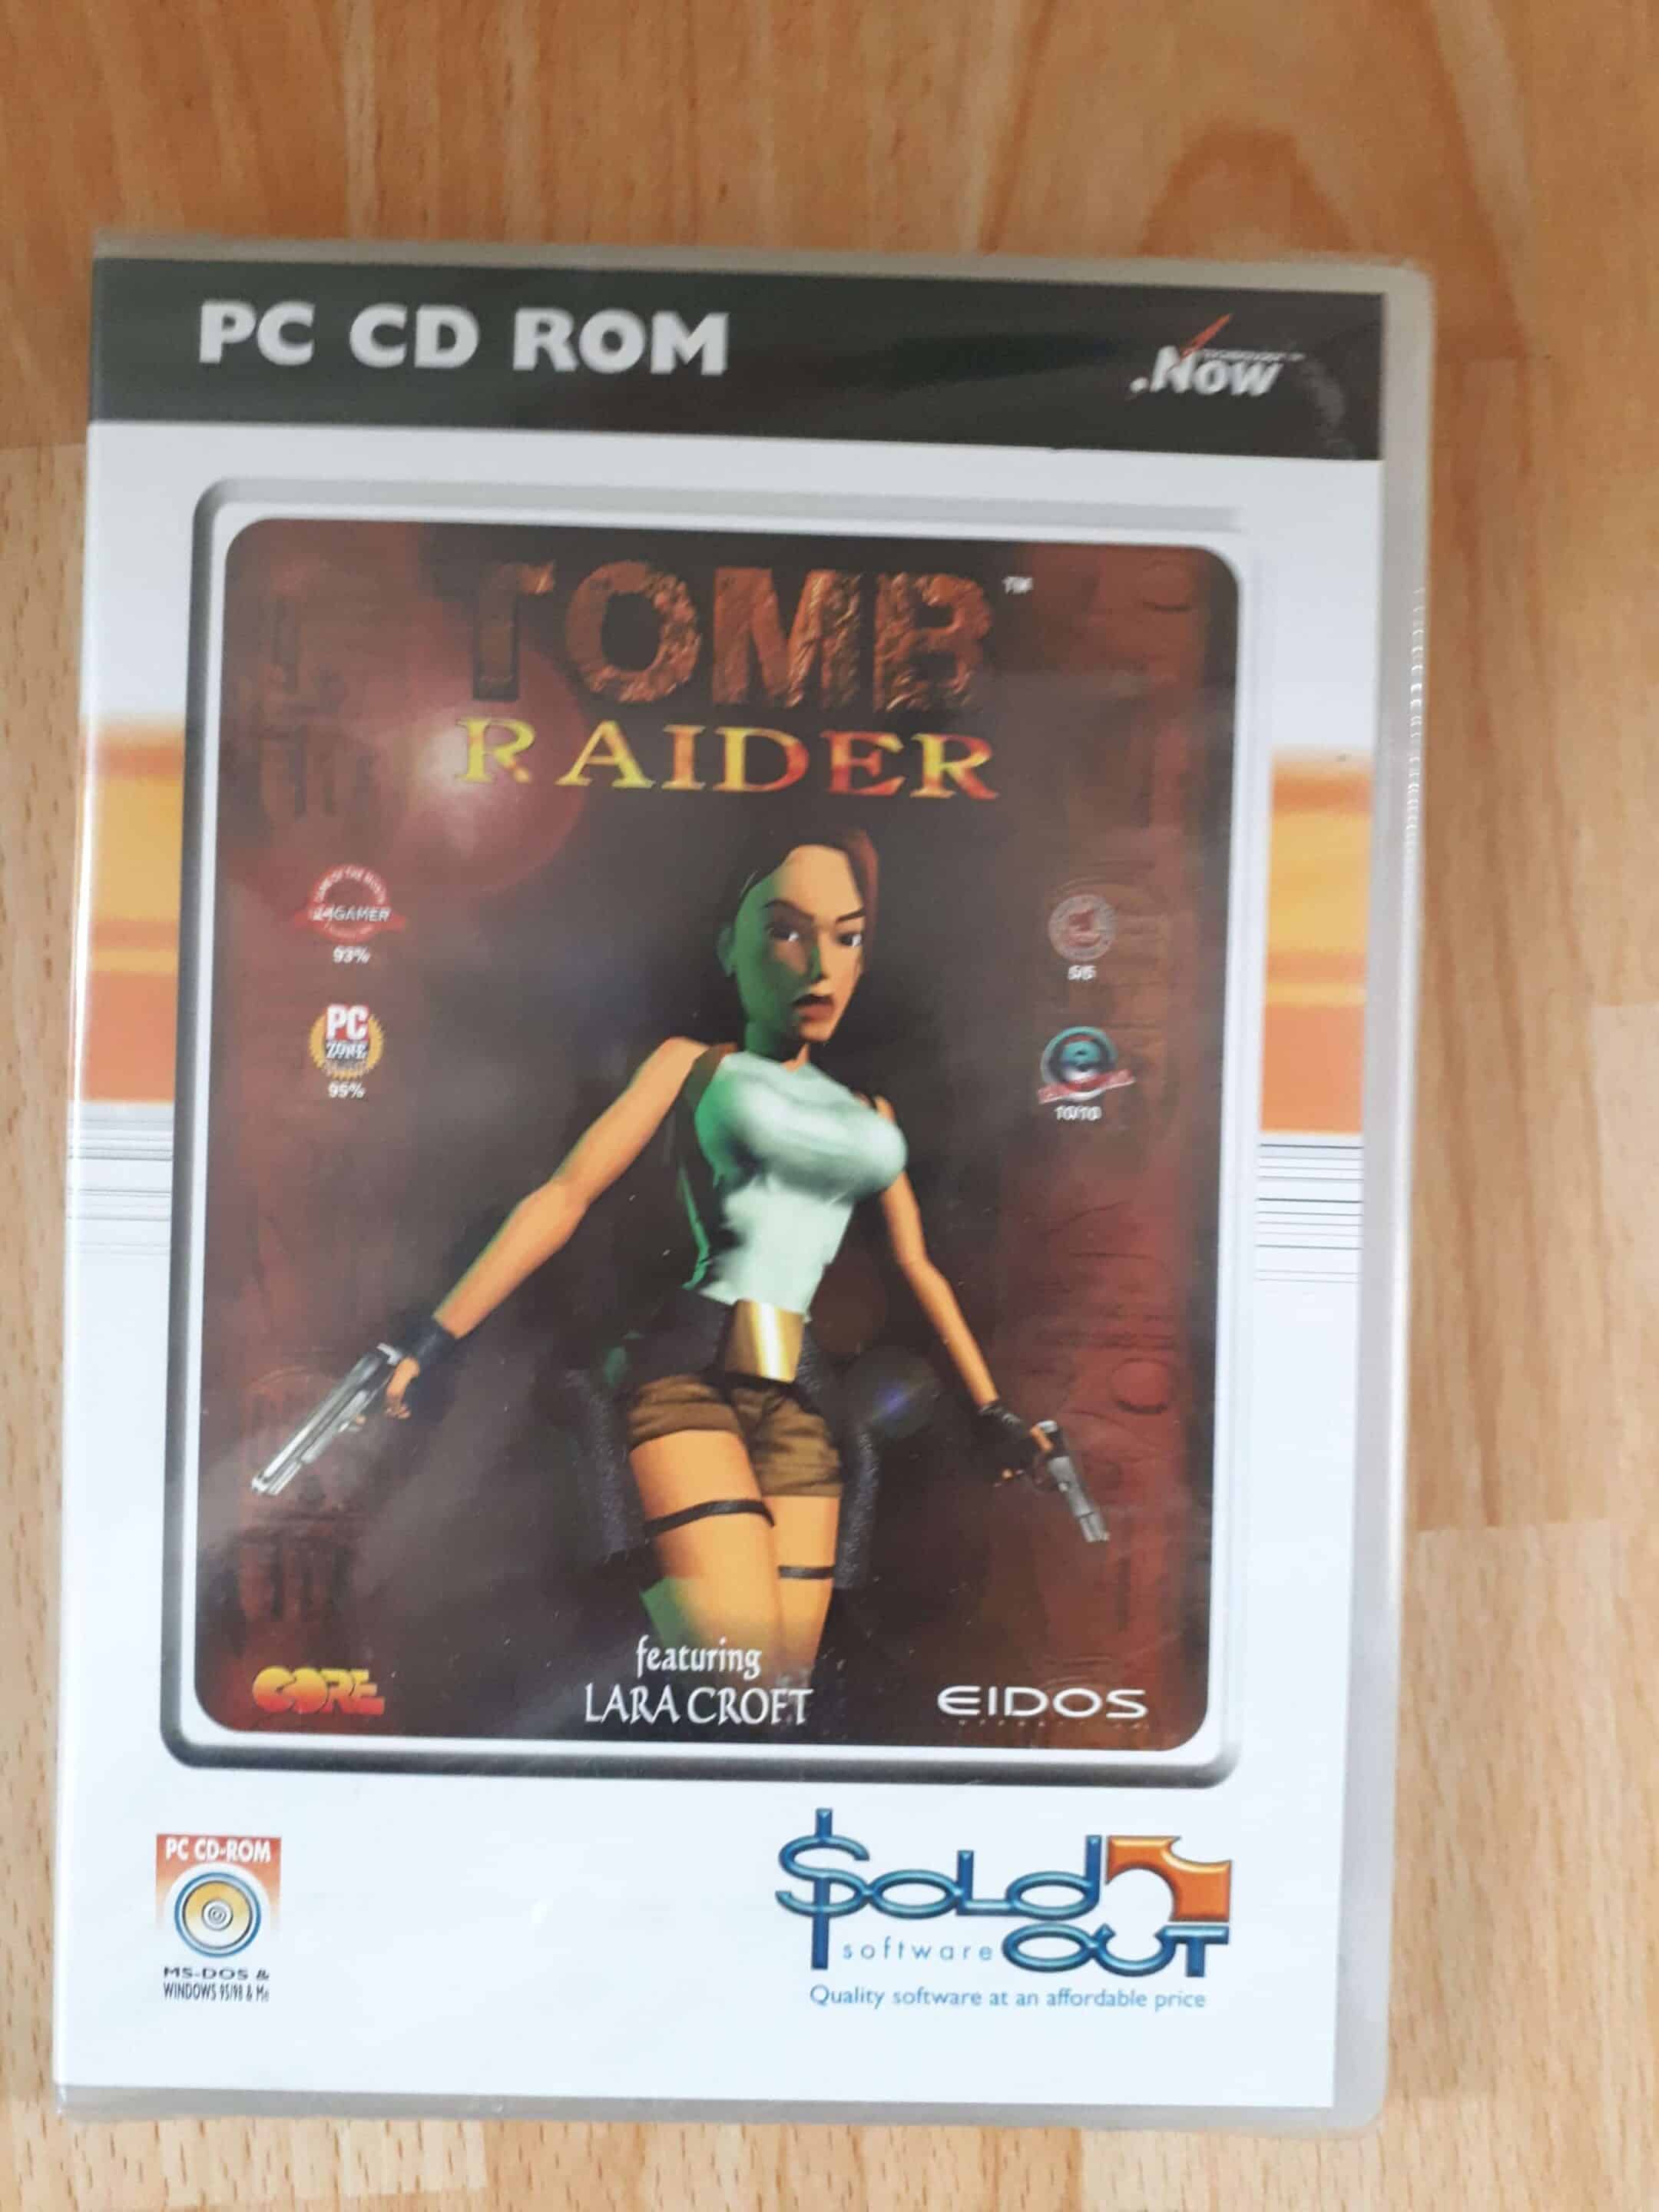 PC CD ROM
.Now
TOMB™
RAIDER
93%
5/5
PC
ZONE
95%
10/10
featuring
LARA CROFT
CORE
EIDOS
PC CD-ROM
MS-DOS &
WINDOWS 95/98 & Me
SOLD
software OUT
Quality software at an affordable price